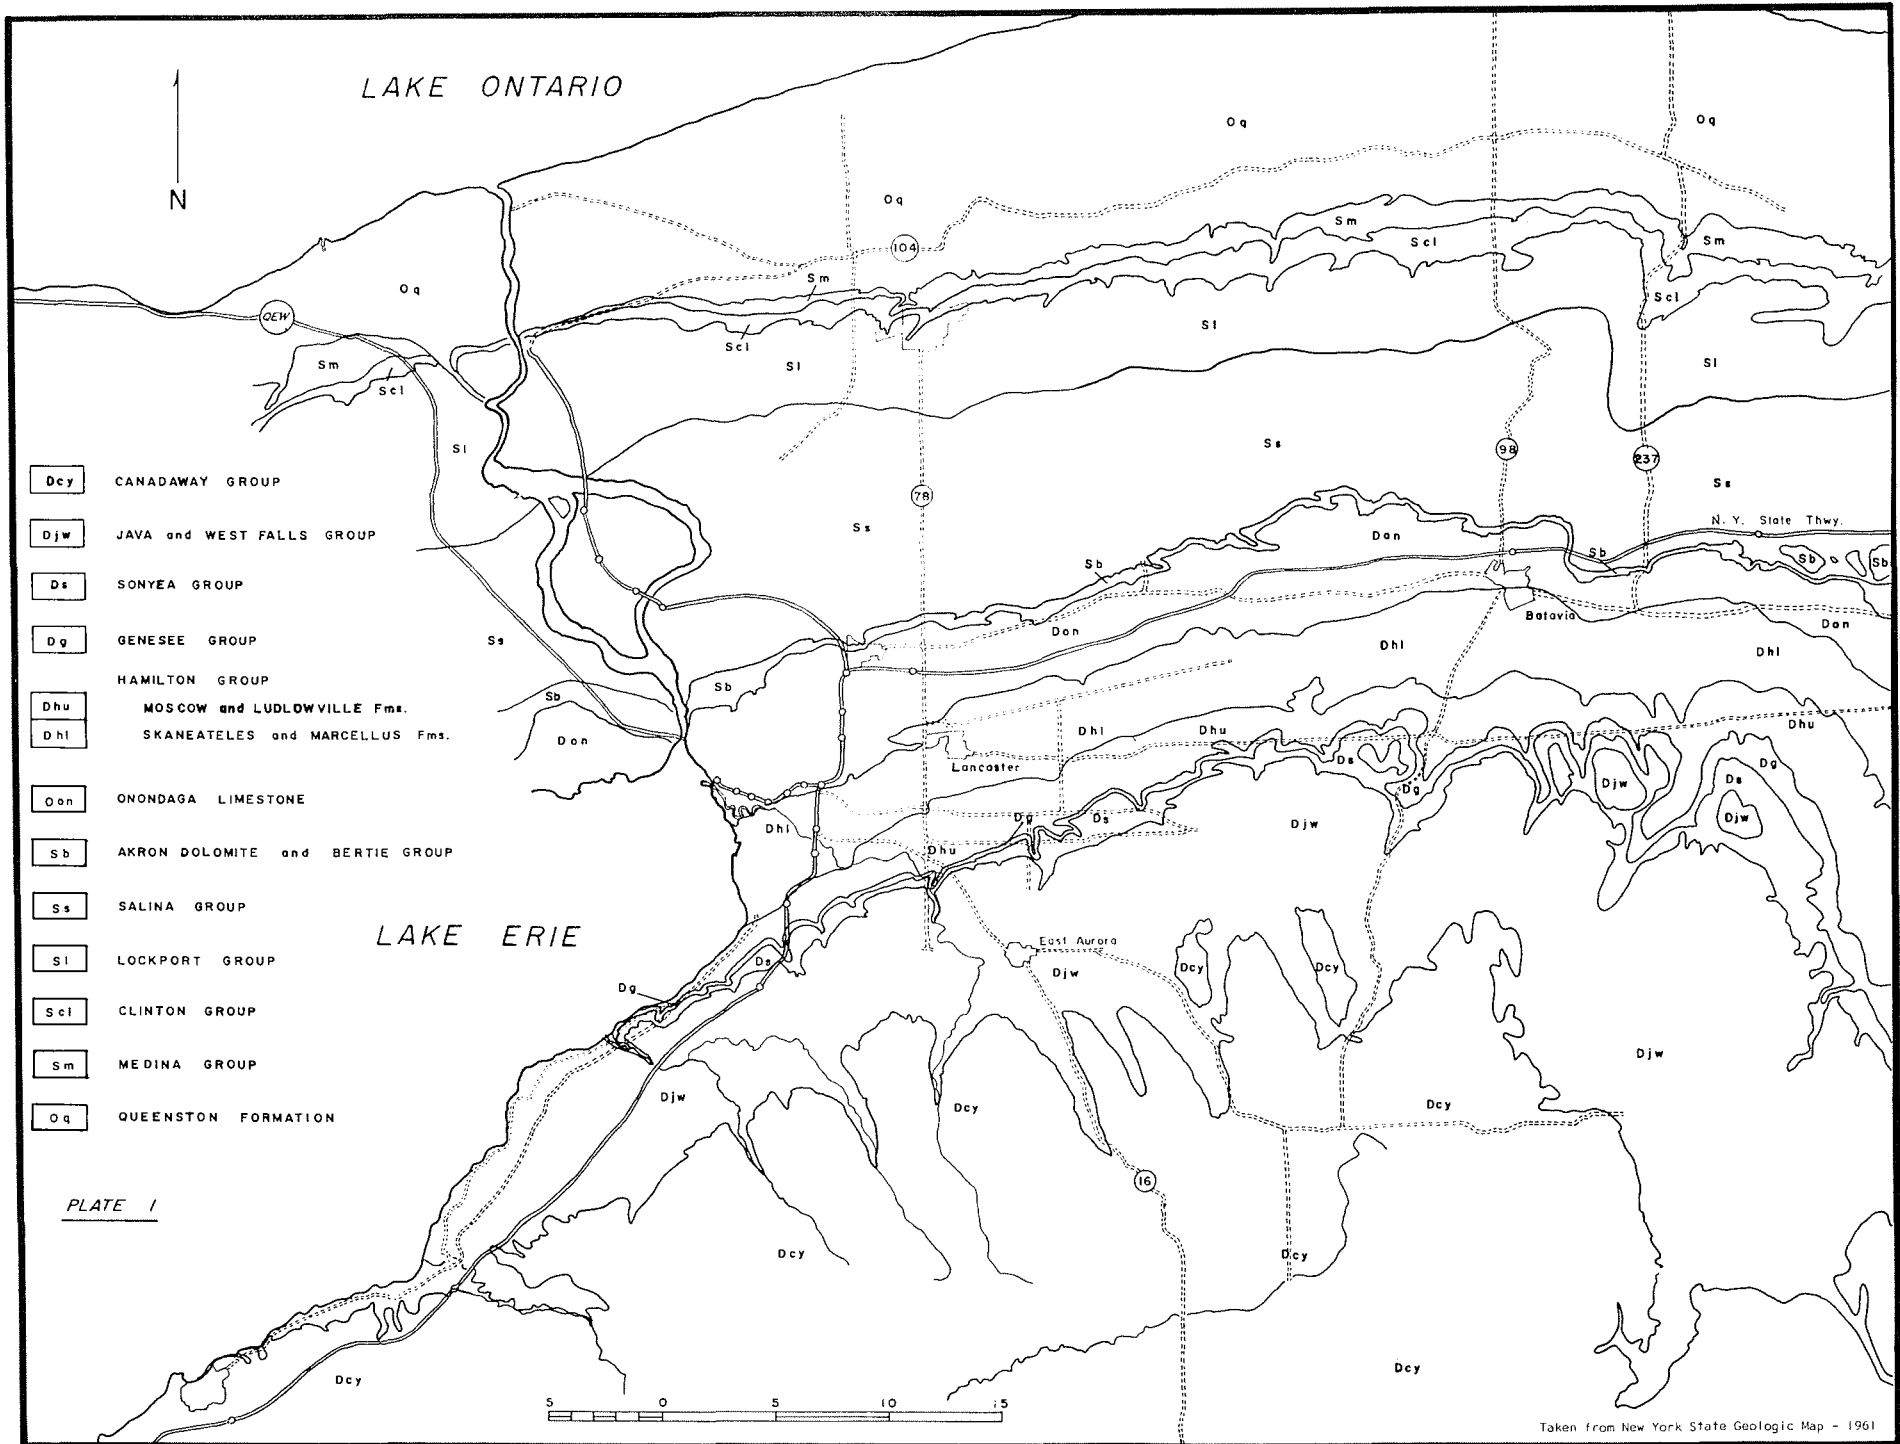 LAKE ONTARIO
N
Oq
Oq
Oq
104
Sm
Sm
Scl
Sm
Oq
QEW
Sm
Scl
Scl
Sl
Sl
Scl
Sm
Scl
Sl
Sl
Ss
98
237
78
Ss
Ss
N.Y. State Thwy.
Don
Sb
Sb
Sb
Sb
Batavia
Don
Don
Ss
Dhl
Dhl
Sb
Sb
Don
Dhl
Dhu
Dhu
Lancaster
Ds
Dg
Djw
Ds
Dg
Djw
Dhl
Dg
Ds
Djw
Dhu
LAKE ERIE
East Aurora
Djw
Dcy
Dcy
Ds
Dg
Djw
Djw
Dcy
Dcy
16
Dcy
Dcy
Dcy
Dcy
Dcy CANADAWAY GROUP
Djw JAVA and WEST FALLS GROUP
Ds SONYEA GROUP
Dg GENESEE GROUP
HAMILTON GROUP
Dhu MOSCOW and LUDLOWVILLE Fms.
Dhl SKANEATELES and MARCELLUS Fms.
Don ONONDAGA LIMESTONE
Sb AKRON DOLOMITE and BERTIE GROUP
Ss SALINA GROUP
Sl LOCKPORT GROUP
Scl CLINTON GROUP
Sm MEDINA GROUP
Oq QUEENSTON FORMATION
PLATE 1
5 0 5 10 15
Taken from New York State Geologic Map - 1961